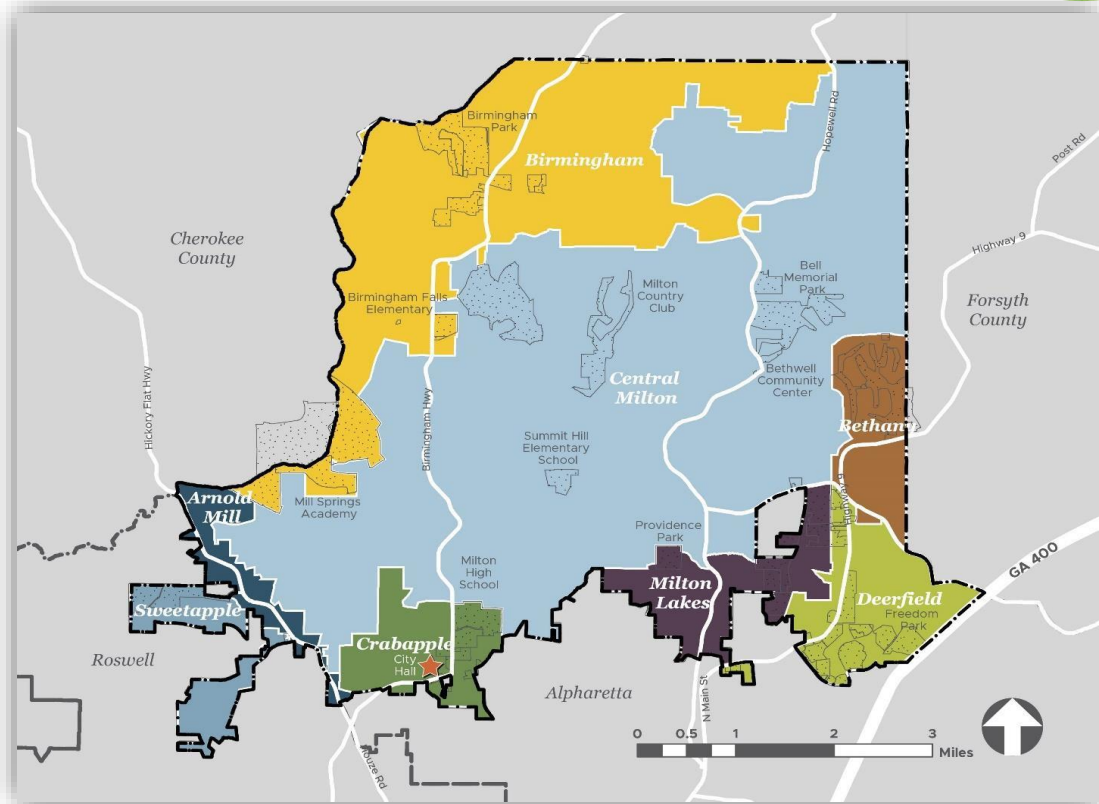 Birmingham
Park
Birmingham
Hopewell Rd
Post Rd
Cherokee
County
Highway 9
Forsyth
County
Bell
Memorial
Park
Milton
Country
Club
Birmingham Falls
Elementary
Central
Milton
Bethwell
Community
Center
Hickory Flat Hwy
Birmingham Hwy
Bethany
Summit Hill
Elementary
School
Highway 9
Arnold
Mill
Mill Springs
Academy
Providence
Park
GA 400
Milton
High
School
Milton
Lakes
Deerfield
Freedom
Park
Sweetapple
Crabapple
City
Hall
Roswell
Alpharetta
N Main St
0 0.5 1 2 3
Miles